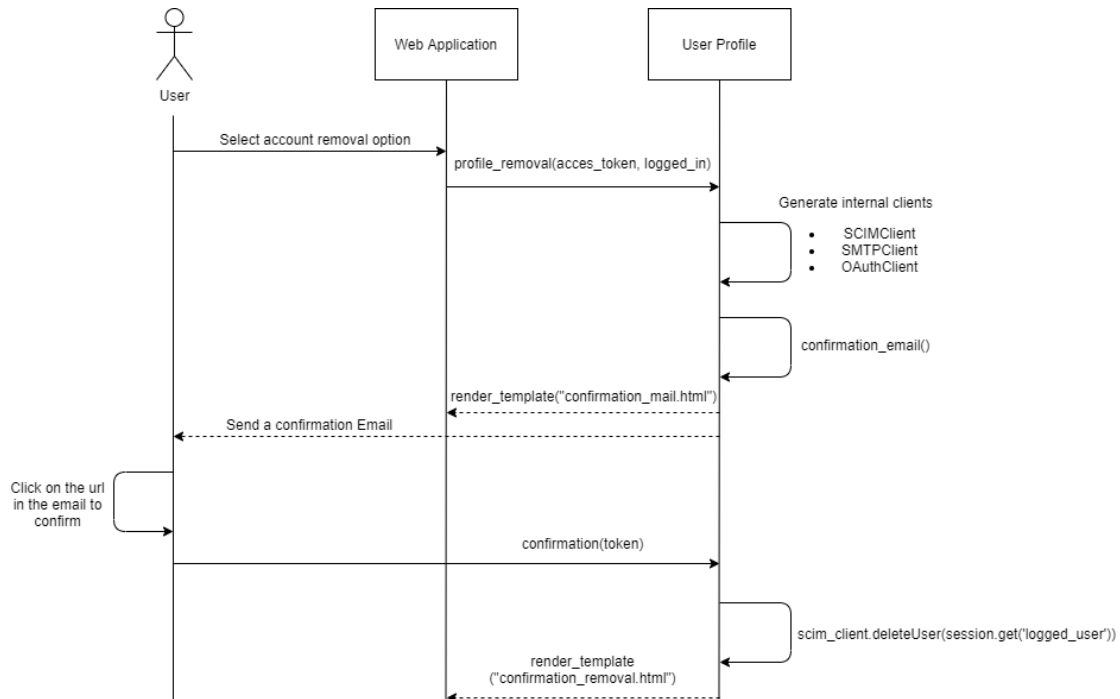 Web Application
User Profile
User
Select account removal option
profile_removal(acces_token, logged_in)
Generate internal clients
• SCIMClient
• SMTPClient
• OAuthClient
confirmation_email()
render_template("confirmation_mail.html")
Send a confirmation Email
Click on the url
in the email to
confirm
confirmation(token)
scim_client.deleteUser(session.get('logged_user'))
render_template
("confirmation_removal.html")